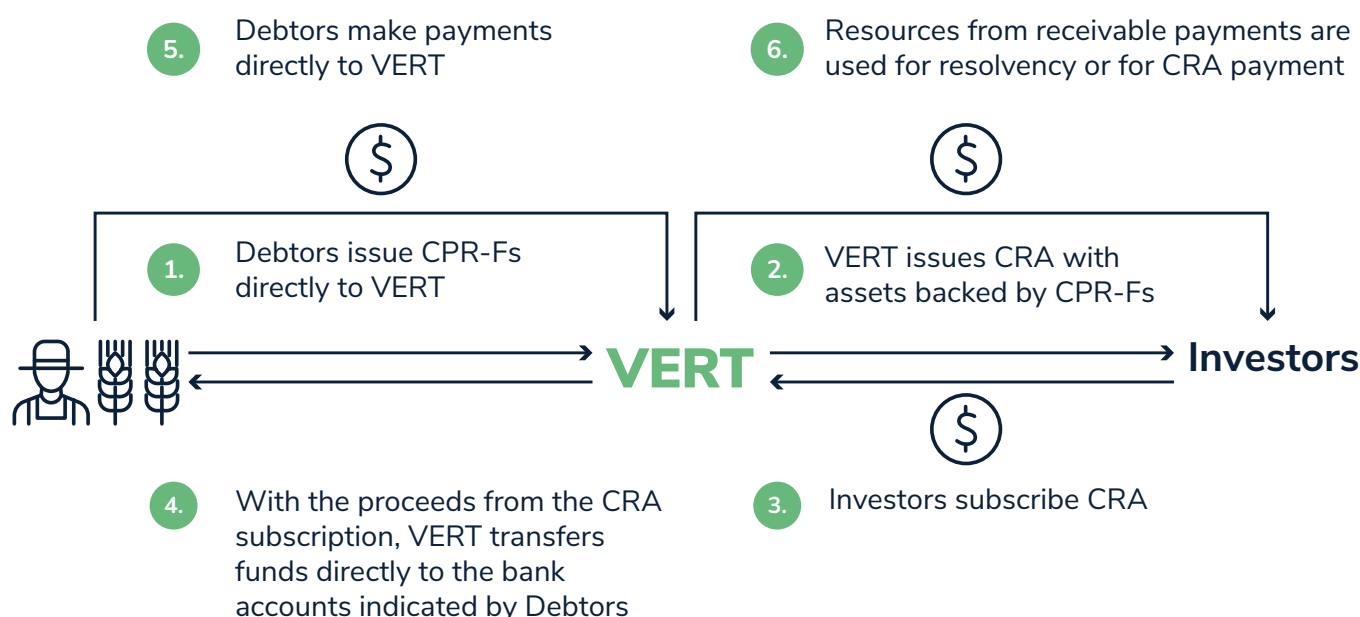 5.
Debtors make payments
directly to VERT
6.
Resources from receivable payments are
used for resolvency or for CRA payment
$
$
1.
Debtors issue CPR-Fs
directly to VERT
2.
VERT issues CRA with
assets backed by CPR-Fs
VERT
Investors
$
4.
With the proceeds from the CRA
subscription, VERT transfers
funds directly to the bank
accounts indicated by Debtors
3.
Investors subscribe CRA